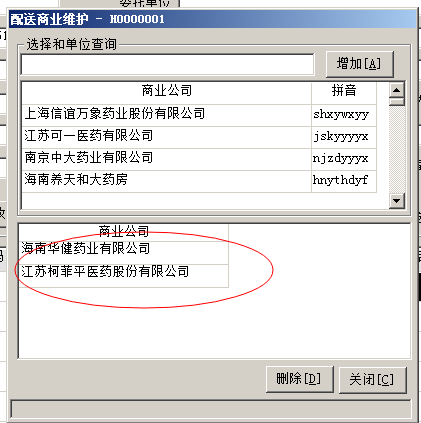 委托单位
配送商业维护 - H0000001
选择和单位查询
增加[A]
商业公司 拼音
上海信谊万象药业股份有限公司 shxywxyy
江苏可一医药有限公司 jskyyyyx
南京中大药业有限公司 njzdyyyx
海南养天和大药房 hnythdyf
商业公司
海南华健药业有限公司
江苏柯菲平医药股份有限公司
删除[D] 关闭[C]